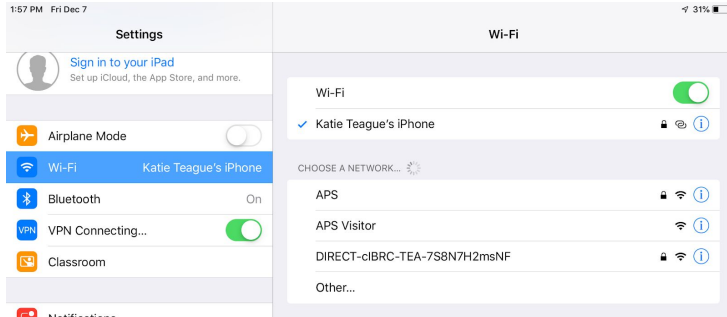 1:57 PM Fri Dec 7
31%
Settings
Sign in to your iPad
Set up iCloud, the App Store, and more.
Airplane Mode
Wi-Fi Katie Teague's iPhone
Bluetooth On
VPN VPN Connecting...
Classroom
Notifications
Wi-Fi
Wi-Fi
Katie Teague's iPhone
CHOOSE A NETWORK...
APS
APS Visitor
DIRECT-cIBRC-TEA-7S8N7H2msNF
Other...